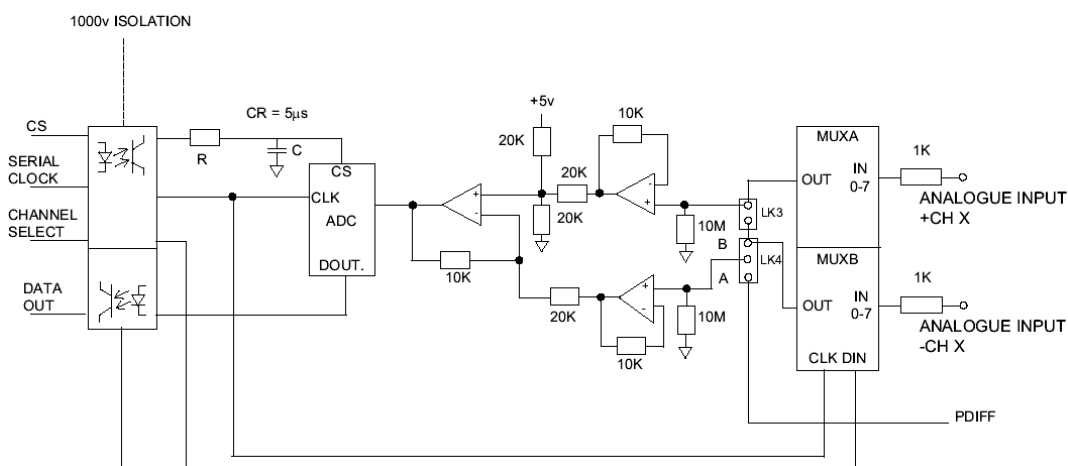 1000v ISOLATION
CS
SERIAL
CLOCK
CHANNEL
SELECT
DATA
OUT
CR = 5µs
R
C
CS
CLK
ADC
DOUT.
+5v
20K
20K
20K
10K
10K
20K
10K
10M
10M
LK3
B
LK4
A
MUXA
OUT
IN
0-7
MUXB
OUT
IN
0-7
CLK DIN
1K
ANALOGUE INPUT
+CH X
1K
ANALOGUE INPUT
-CH X
PDIFF
+
-
-
+
+
-